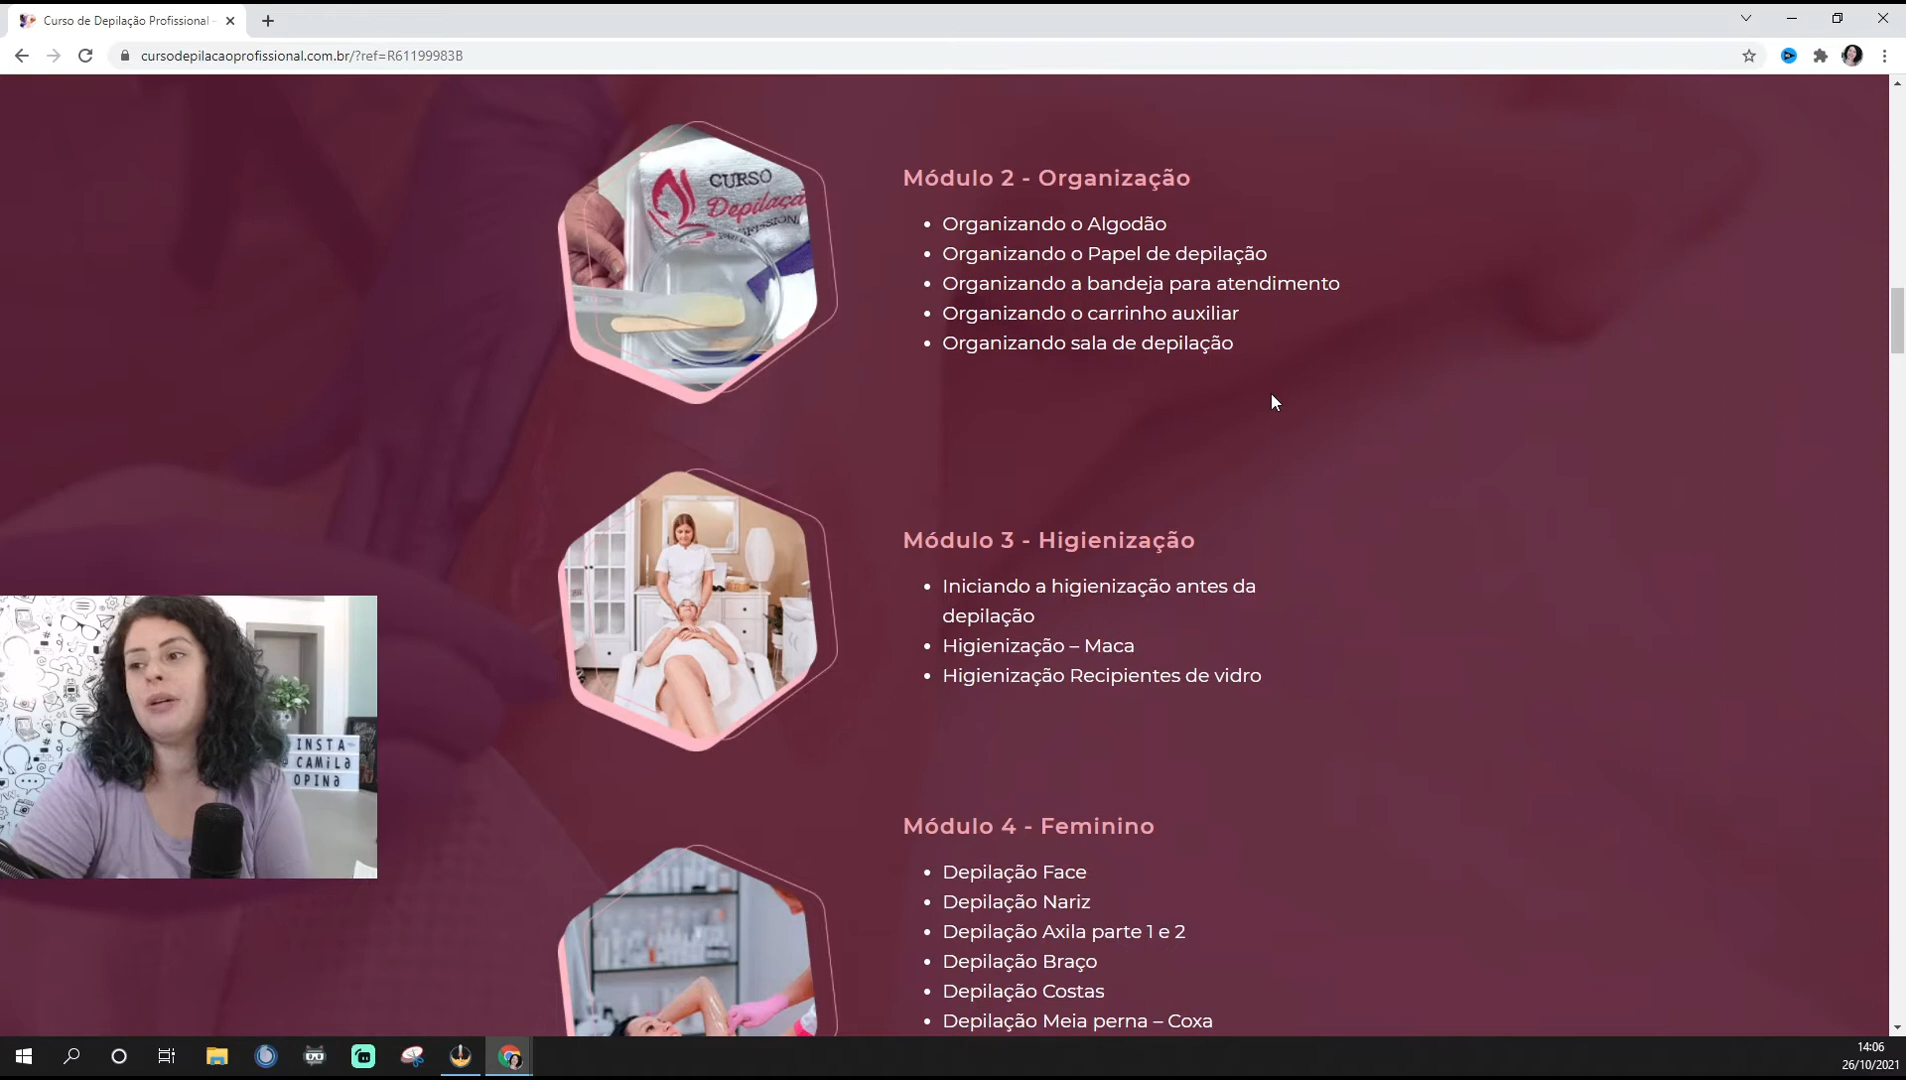 Curso de Depilação Profissional -
cursodepilacaoprofissional.com.br/?ref=R61199983B
CURSO
Depilaçã
Módulo 2 - Organização
Organizando o Algodão
Organizando o Papel de depilação
Organizando a bandeja para atendimento
Organizando o carrinho auxiliar
Organizando sala de depilação
Módulo 3 - Higienização
Iniciando a higienização antes da
depilação
Higienização – Maca
Higienização Recipientes de vidro
INSTA
CAMILA
OPINA
Módulo 4 - Feminino
Depilação Face
Depilação Nariz
Depilação Axila parte 1 e 2
Depilação Braço
Depilação Costas
Depilação Meia perna – Coxa
14:06
26/10/2021